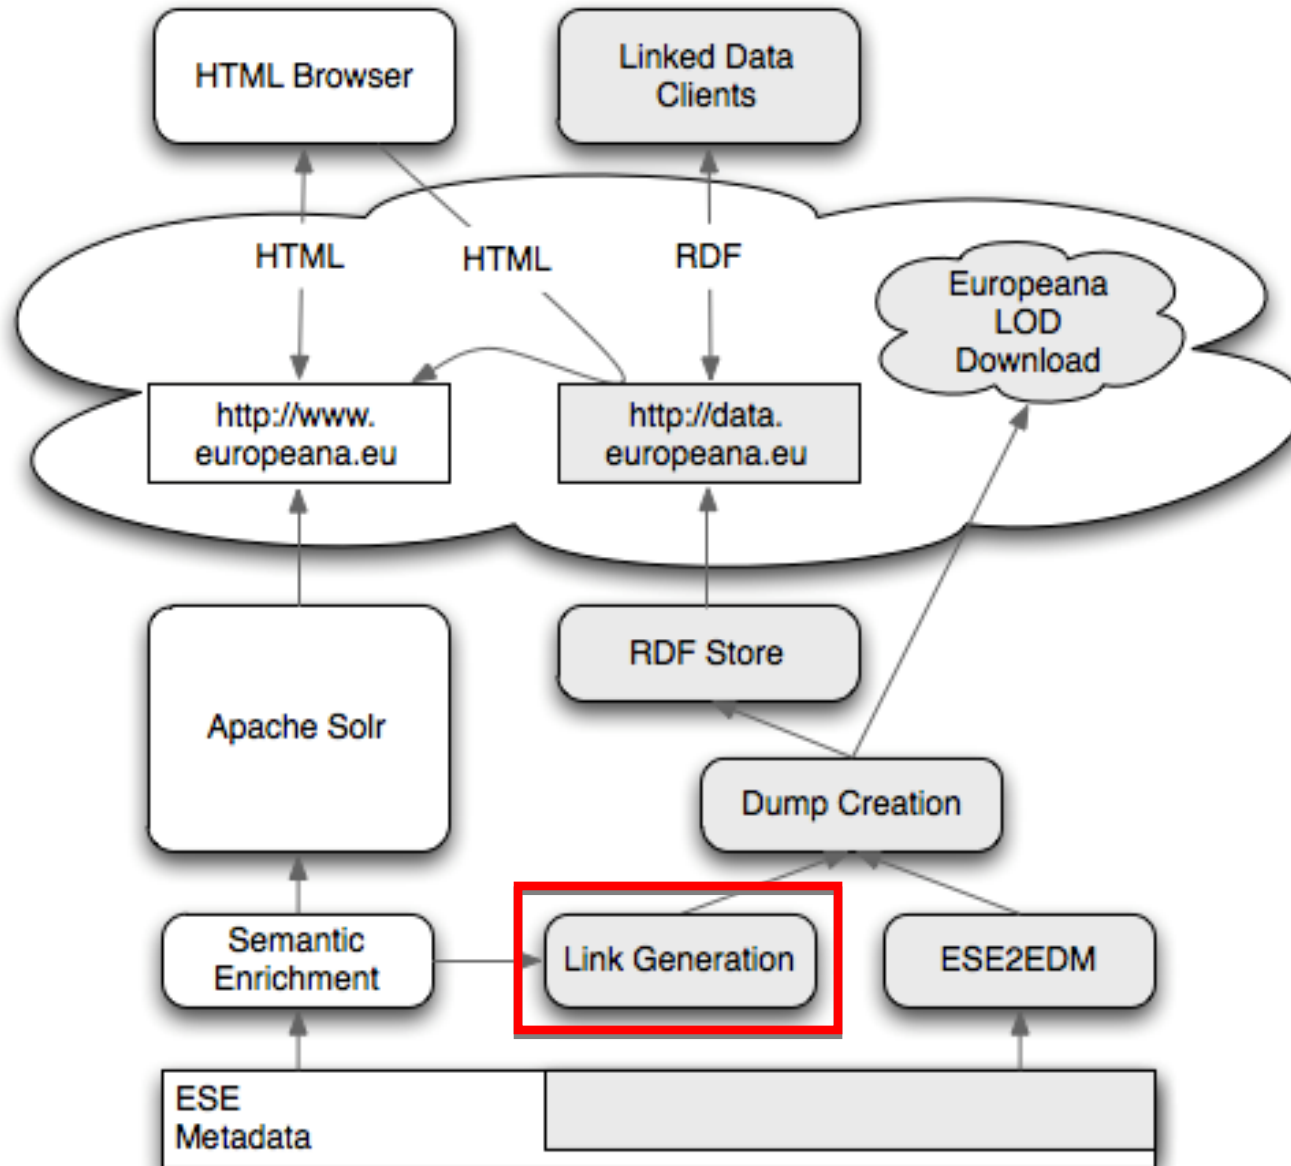 HTML Browser
Linked Data
Clients
HTML
HTML
RDF
Europeana
LOD
Download
http://www.
europeana.eu
http://data.
europeana.eu
RDF Store
Apache Solr
Dump Creation
Semantic
Enrichment
Link Generation
ESE2EDM
ESE
Metadata